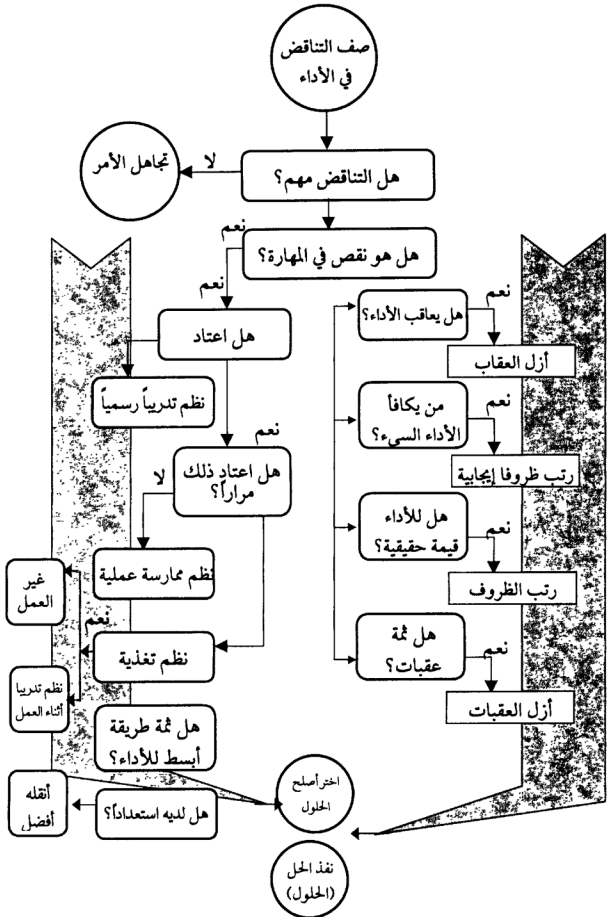 صف التناقض
في الأداء
تجاهل الأمر
لا
هل التناقض مهم؟
نعم
هل هو نقص في المهارة؟
نعم
هل اعتاد
نظم تدريباً رسمياً
نعم
هل اعتاد ذلك
مراراً؟
لا
نظم ممارسة عملية
نظم تغذية
نعم
غير
العمل
نظم تدريبا
أثناء العمل
هل ثمة طريقة
أبسط للأداء؟
هل لديه استعداداً؟
أنقله
أفضل
هل يعاقب الأداء؟
نعم
أزل العقاب
من يكافأ
الأداء السيء؟
نعم
رتب ظروفا إيجابية
هل للأداء
قيمة حقيقية؟
نعم
رتب الظروف
هل ثمة
عقبات؟
نعم
أزل العقبات
اختر أصلح
الحلول
نفذ الحل
(الحلول)